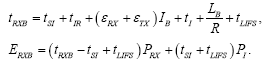 t_{RXB} = t_{SI} + t_{IR} + (ε_{RX} + ε_{TX}) I_B + t_I + \frac{L_B}{R} + t_{LIFS},
E_{RXB} = (t_{RXB} − t_{SI} + t_{LIFS}) P_{RX} + (t_{SI} + t_{LIFS}) P_I.